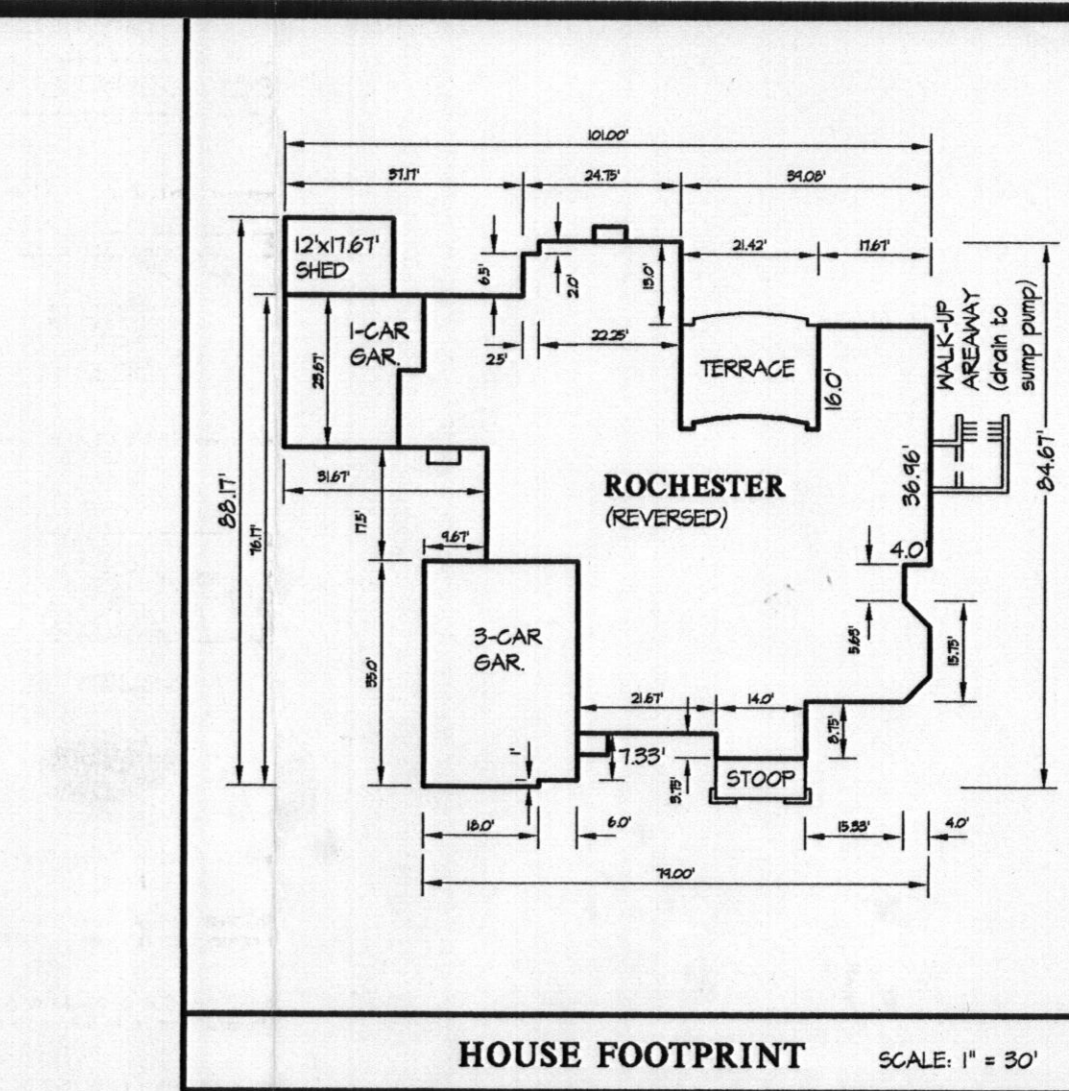 101.00'
37.17'
24.75'
39.08'
12'x17.67'
SHED
6.5'
2.0'
13.0'
21.42'
17.67'
WALK-UP
AREAWAY
(drain to
sump pump)
1-CAR
GAR.
23.67'
2.5'
22.25'
TERRACE
16.0'
88.17'
76.17'
31.67'
17.5'
9.67'
ROCHESTER
(REVERSED)
36.96'
84.67'
4.0'
5.63'
15.75'
3-CAR
GAR.
35.0'
21.67'
14.0'
8.75'
1'
7.33'
3.75'
STOOP
18.0'
6.0'
15.33'
4.0'
79.00'
HOUSE FOOTPRINT
SCALE: 1" = 30'